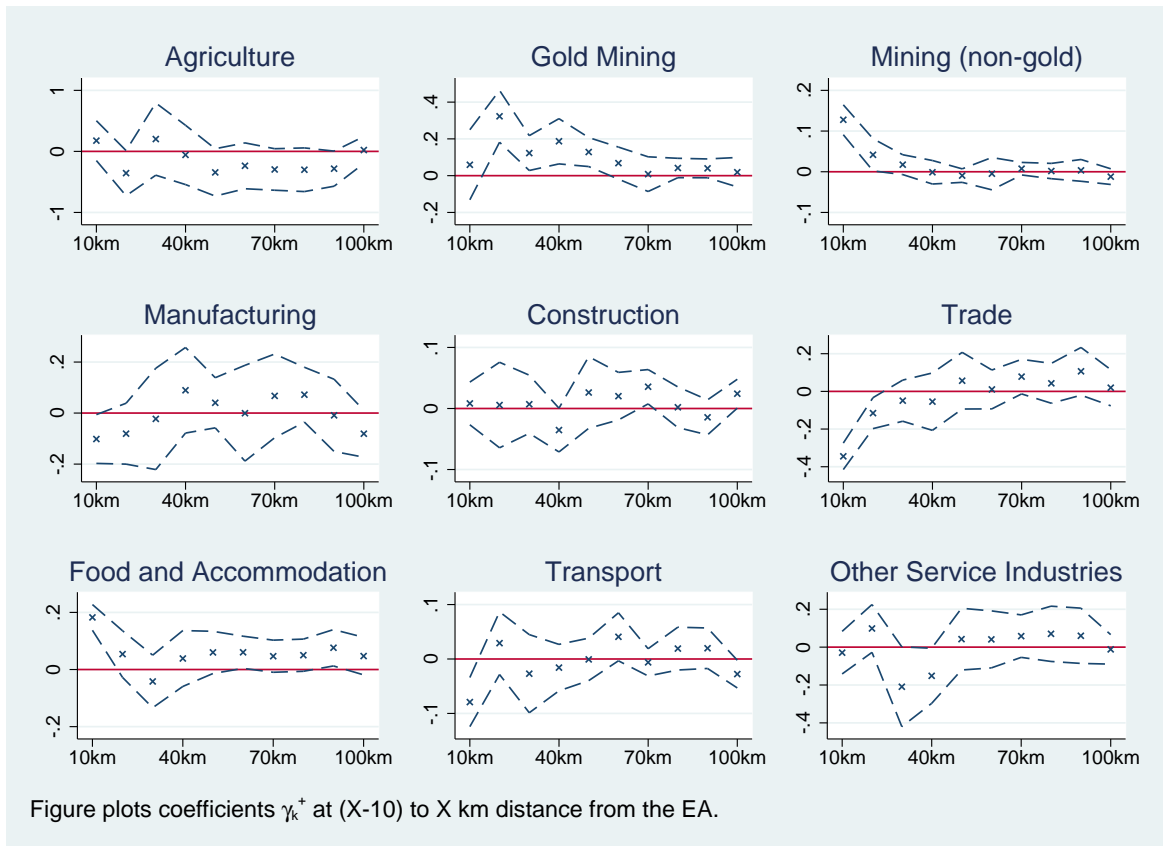 Agriculture
1
0
-1
10km 40km 70km 100km
Gold Mining
.4
.2
0
-.2
10km 40km 70km 100km
Mining (non-gold)
.2
.1
0
-.1
10km 40km 70km 100km
Manufacturing
.2
0
-.2
10km 40km 70km 100km
Construction
.1
0
-.1
10km 40km 70km 100km
Trade
.2
0
-.2
-.4
10km 40km 70km 100km
Food and Accommodation
.2
0
-.2
10km 40km 70km 100km
Transport
.1
0
-.1
10km 40km 70km 100km
Other Service Industries
.2
0
-.2
-.4
10km 40km 70km 100km
Figure plots coefficients γₖ⁺ at (X-10) to X km distance from the EA.